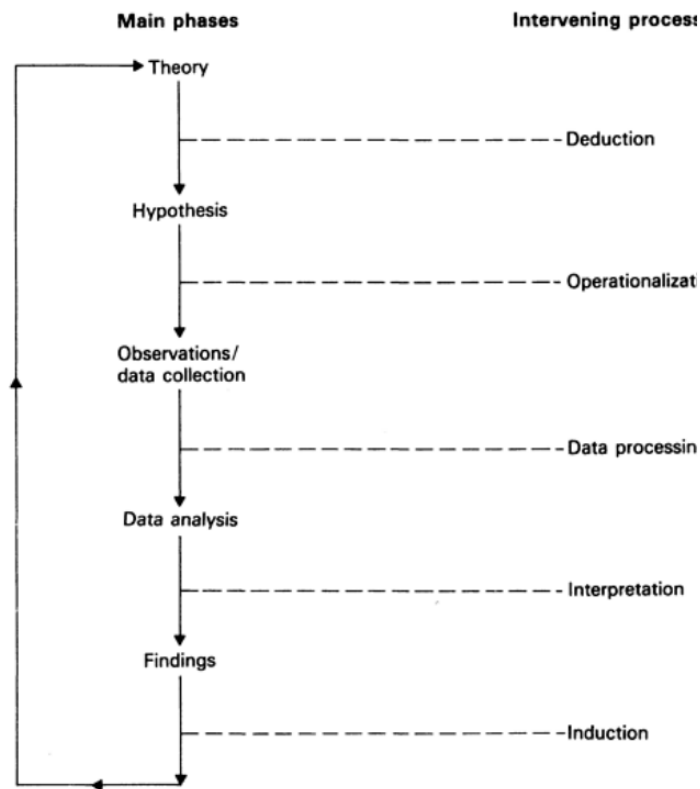 Main phases Intervening process
Theory
Deduction
Hypothesis
Operationalizati
Observations/
data collection
Data processin
Data analysis
Interpretation
Findings
Induction